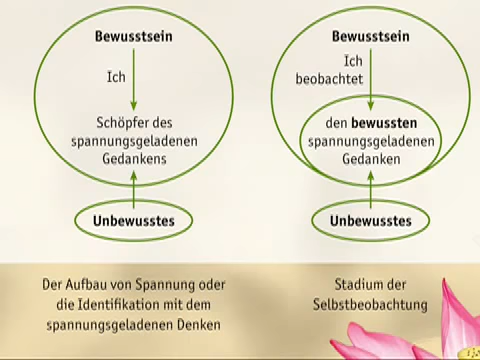 Bewusstsein
Ich
Schöpfer des
spannungsgeladenen
Gedankens
Unbewusstes
Der Aufbau von Spannung oder
die Identifikation mit dem
spannungsgeladenen Denken
Bewusstsein
Ich
beobachtet
den bewussten
spannungsgeladenen
Gedanken
Unbewusstes
Stadium der
Selbstbeobachtung